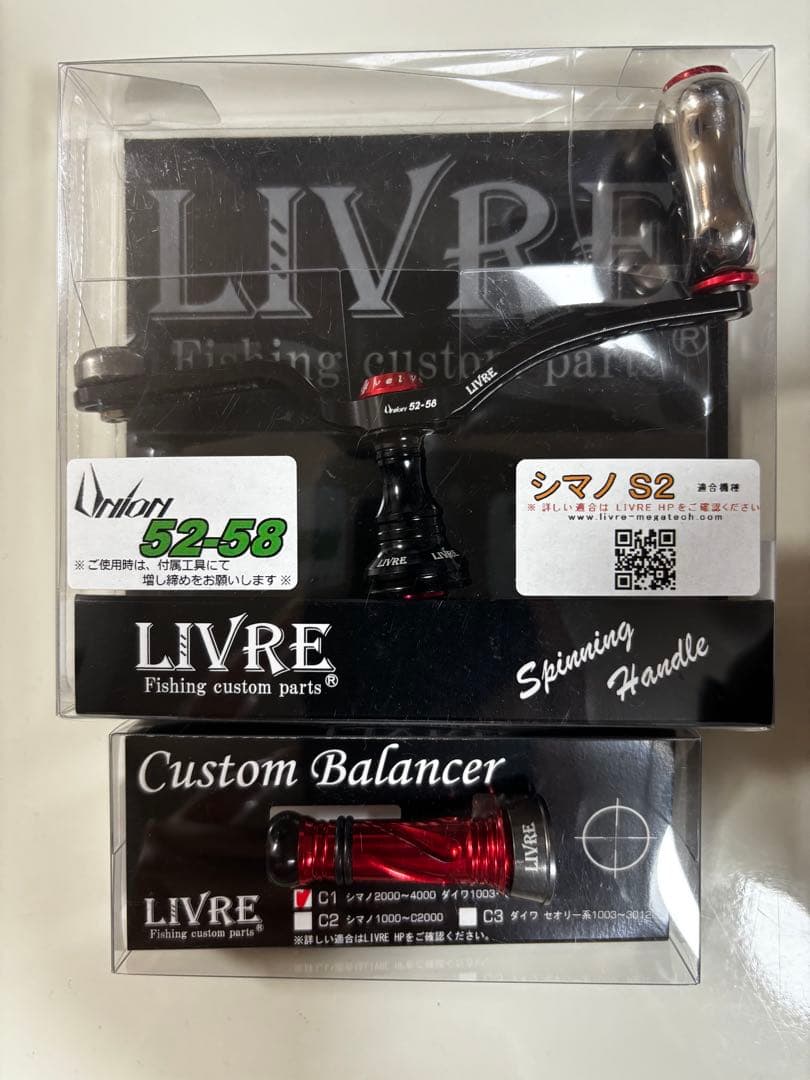 LIVRE
Fishing custom parts®
LIVRE
Union 52-58
LIVRE
LIVRE
UNION
52-58
※ご使用時は、付属工具にて
増し締めをお願いします※
シマノ S2 適合機種
※ 詳しい適合は LIVRE HPをご確認ください
www.livre-megatech.com
LIVRE
Fishing custom parts®
Spinning
Handle
Custom Balancer
LIVRE
LIVRE
Fishing custom parts®
C1 シマノ2000～4000 ダイワ1003-
C2 シマノ1000～C2000 C3 ダイワ セオリー系1003～3012
※詳しい適合はLIVRE HPをご確認ください。